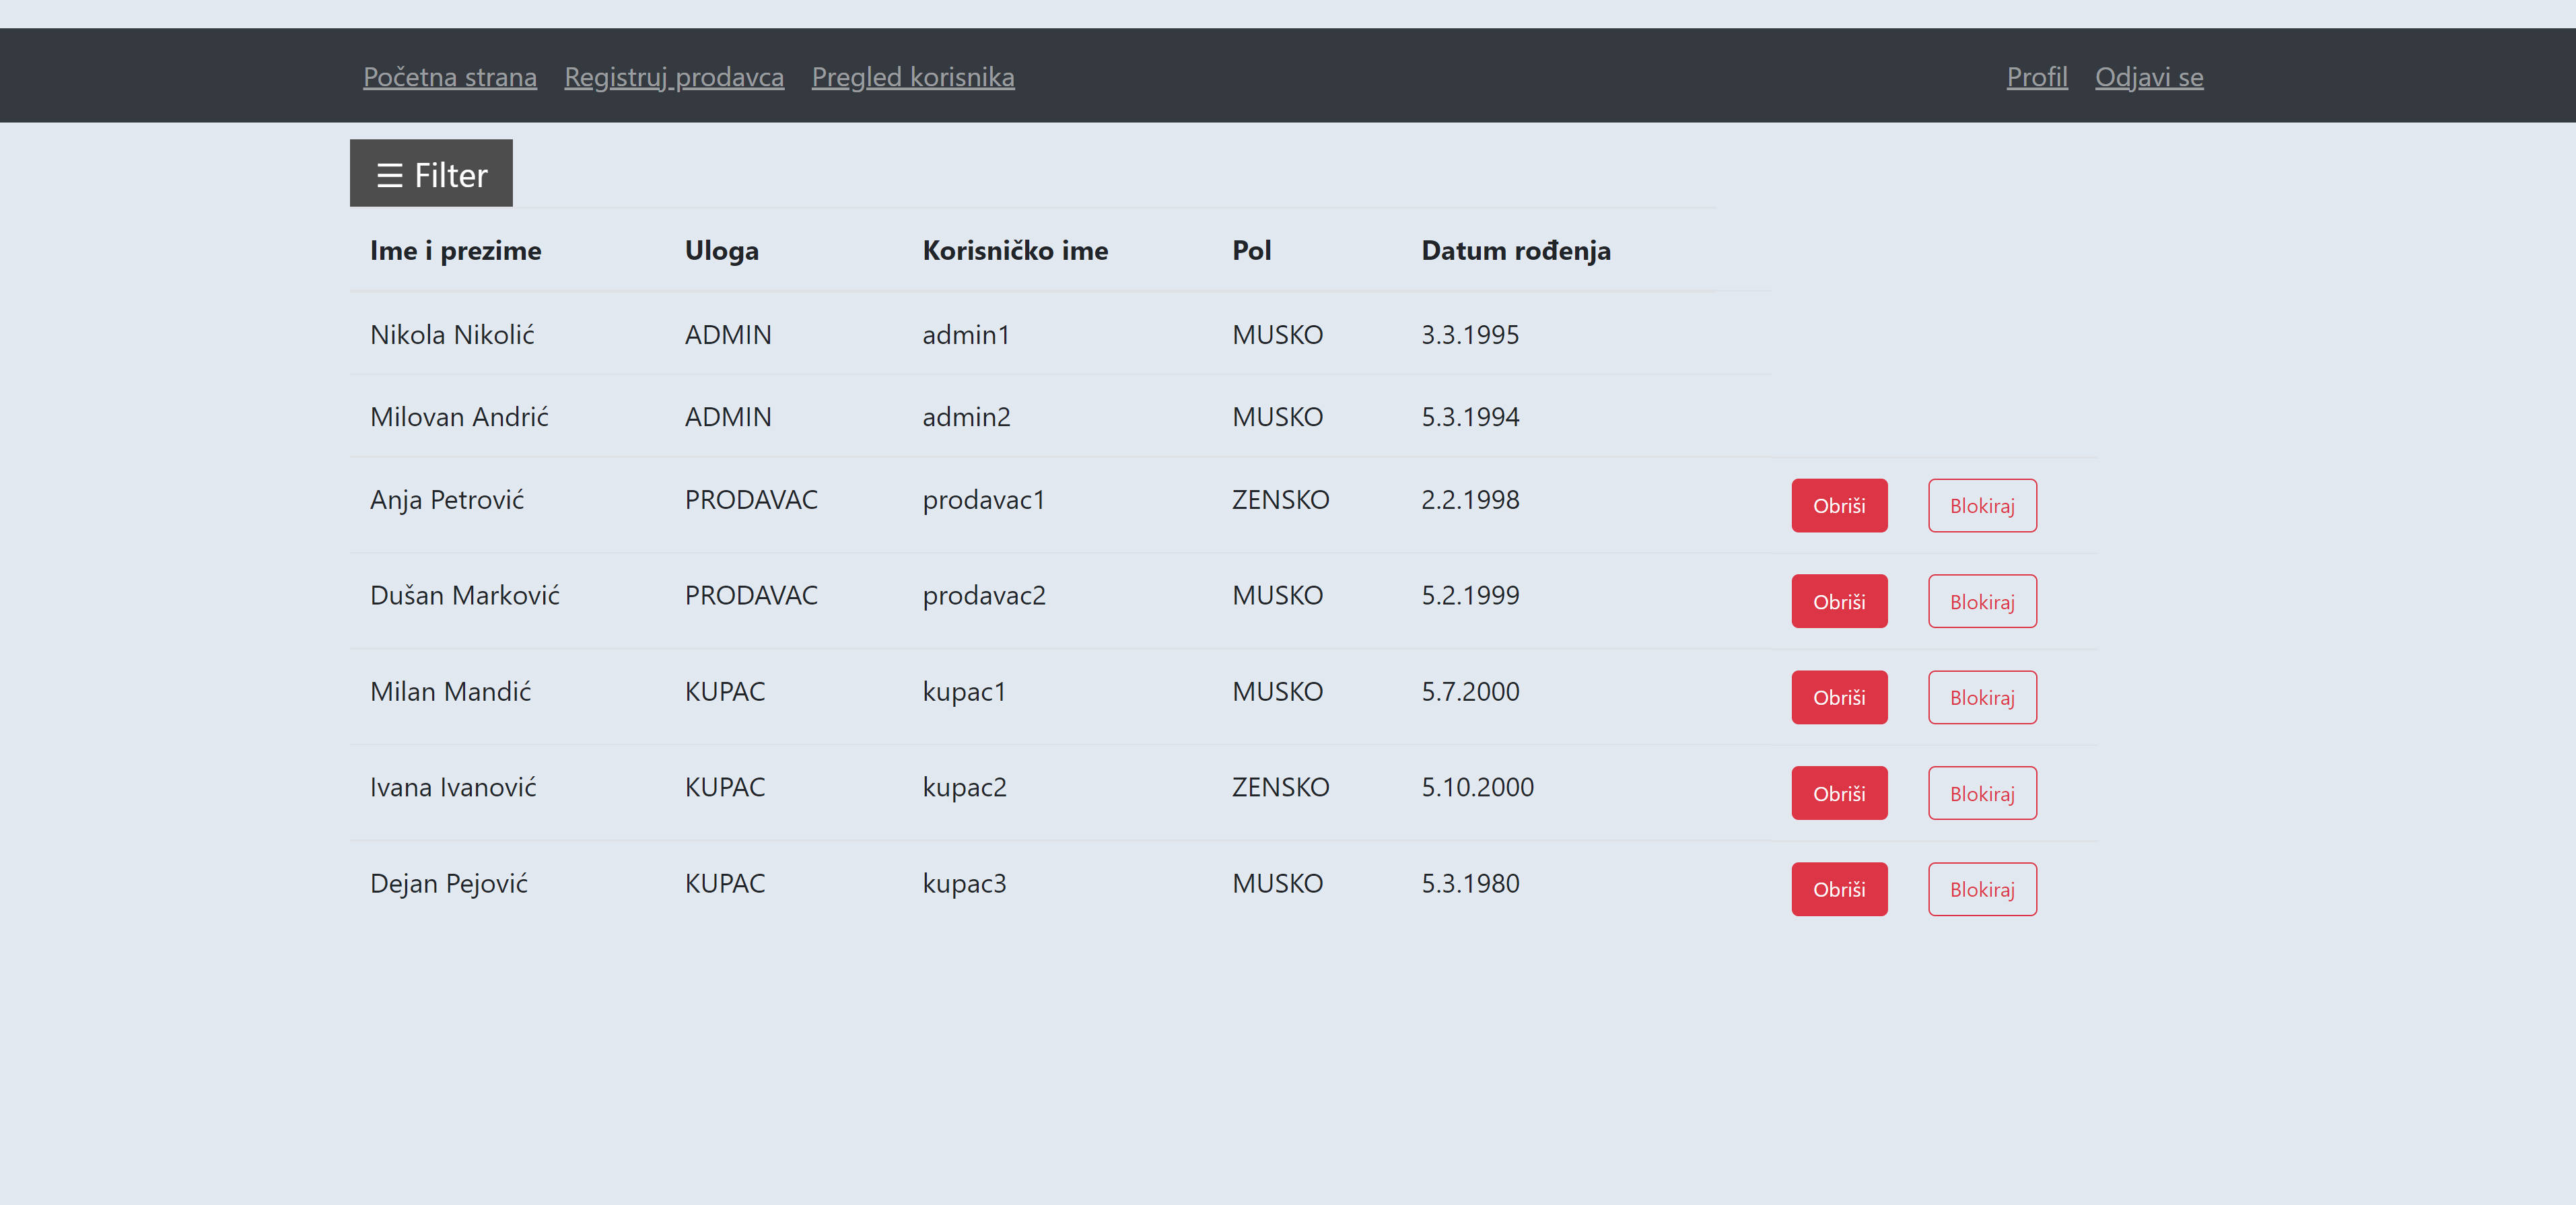 Početna strana Registruj prodavca Pregled korisnika Profil Odjavi se
☰ Filter
Ime i prezime Uloga Korisničko ime Pol Datum rođenja
Nikola Nikolić ADMIN admin1 MUSKO 3.3.1995
Milovan Andrić ADMIN admin2 MUSKO 5.3.1994
Anja Petrović PRODAVAC prodavac1 ZENSKO 2.2.1998 Obriši Blokiraj
Dušan Marković PRODAVAC prodavac2 MUSKO 5.2.1999 Obriši Blokiraj
Milan Mandić KUPAC kupac1 MUSKO 5.7.2000 Obriši Blokiraj
Ivana Ivanović KUPAC kupac2 ZENSKO 5.10.2000 Obriši Blokiraj
Dejan Pejović KUPAC kupac3 MUSKO 5.3.1980 Obriši Blokiraj